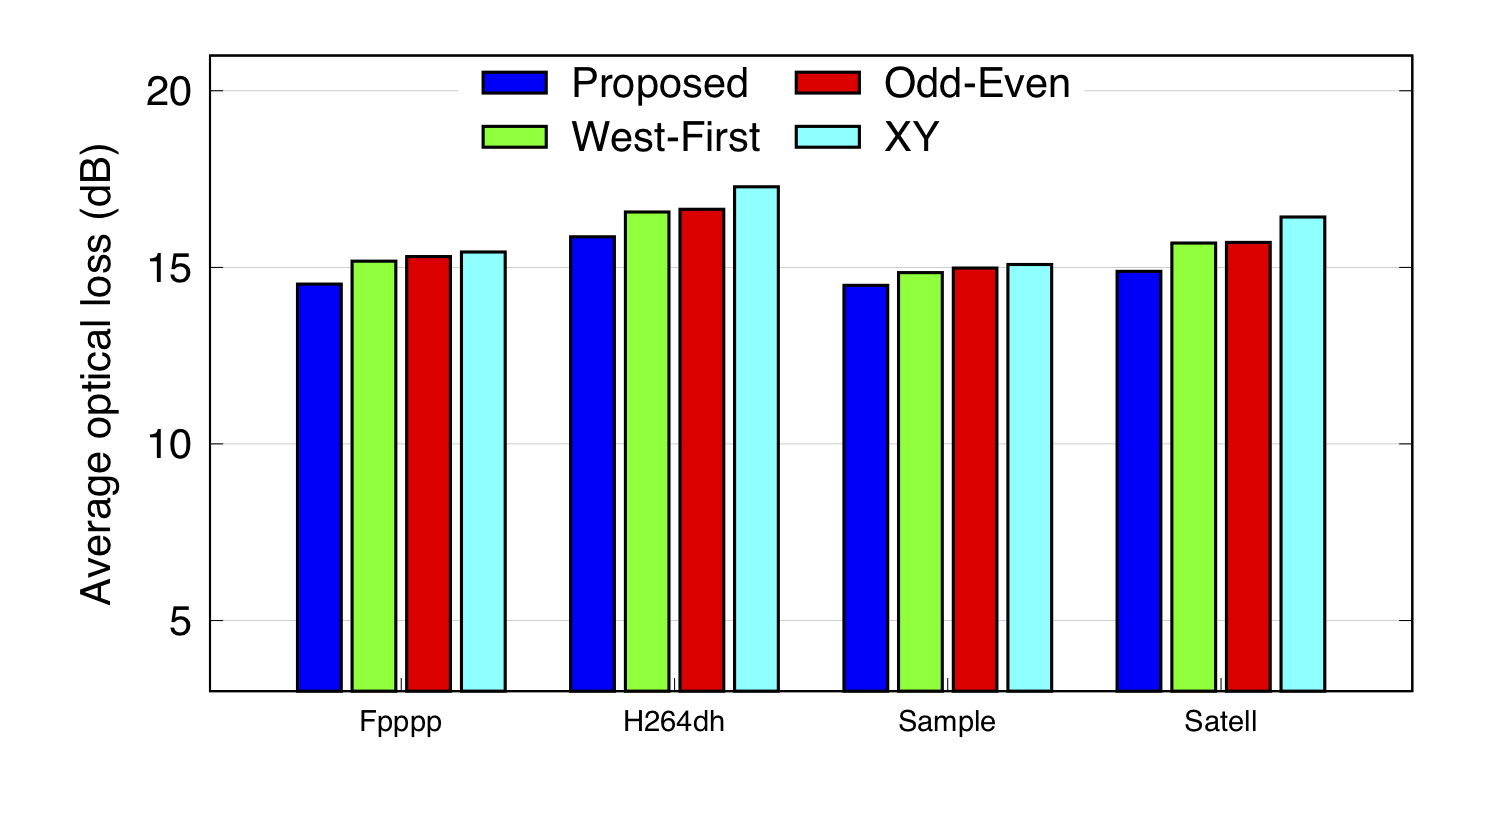 20
15
10
5
Average optical loss (dB)
Proposed
Odd-Even
West-First
XY
Fpppp
H264dh
Sample
Satell